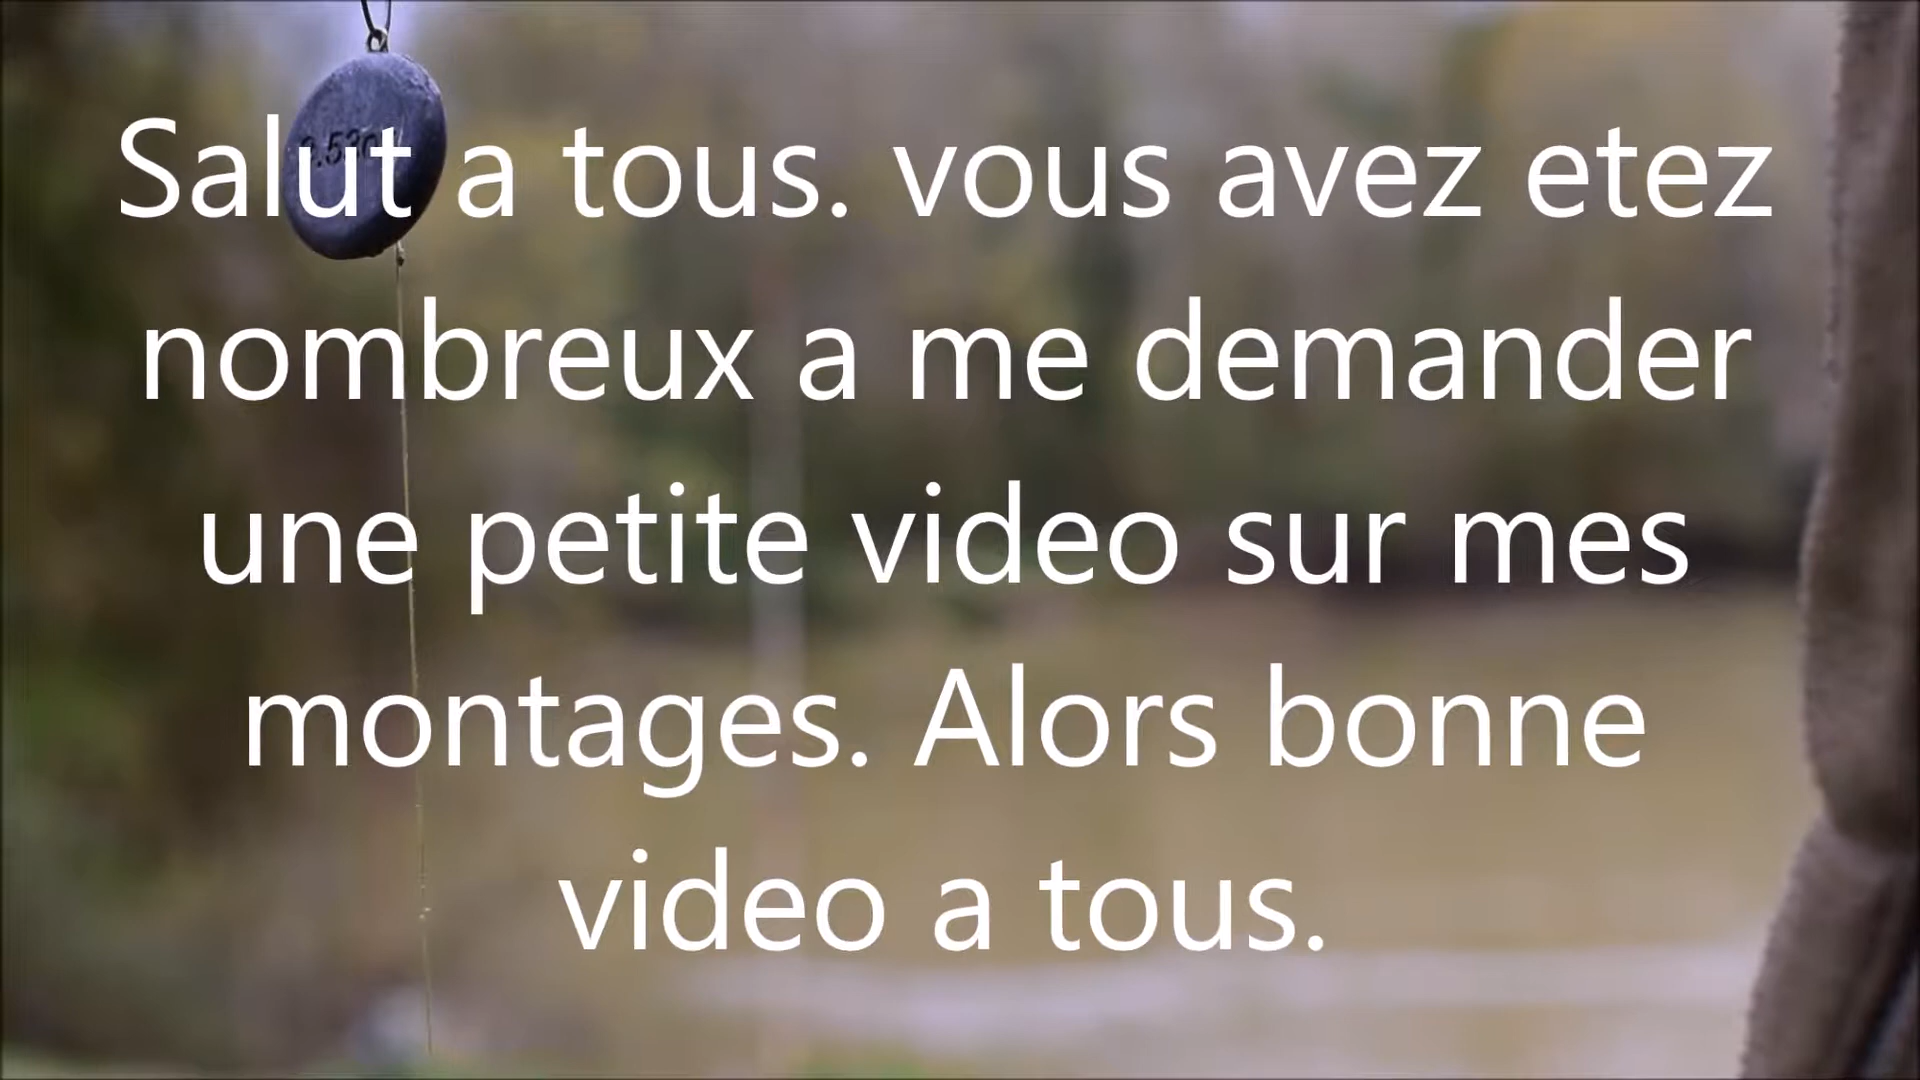 Salut a tous. vous avez etez
nombreux a me demander
une petite video sur mes
montages. Alors bonne
video a tous.